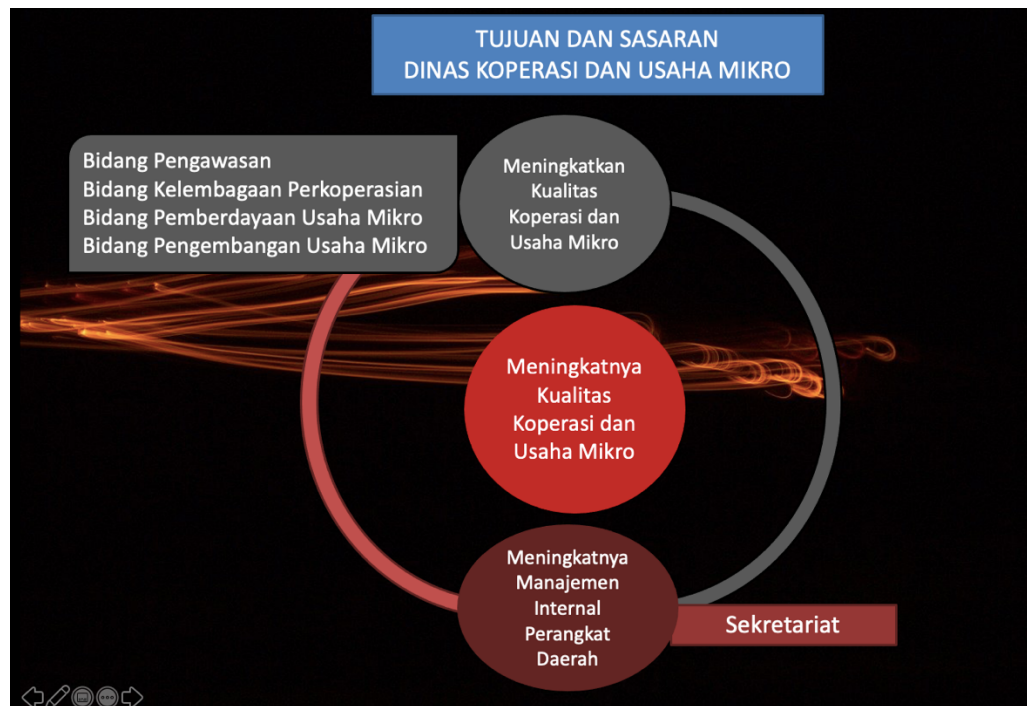 TUJUAN DAN SASARAN
DINAS KOPERASI DAN USAHA MIKRO
Bidang Pengawasan
Bidang Kelembagaan Perkoperasian
Bidang Pemberdayaan Usaha Mikro
Bidang Pengembangan Usaha Mikro
Meningkatkan
Kualitas
Koperasi dan
Usaha Mikro
Meningkatnya
Kualitas
Koperasi dan
Usaha Mikro
Meningkatnya
Manajemen
Internal
Perangkat
Daerah
Sekretariat